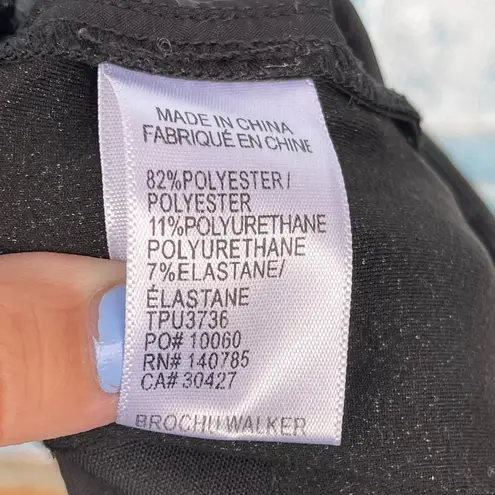 MADE IN CHINA
FABRIQUÉ EN CHINE
82%POLYESTER/
POLYESTER
11%POLYURETHANE
POLYURETHANE
7%ELASTANE/
ÉLASTANE
TPU3736
PO# 10060
RN# 140785
CA# 30427
BROCHU WALKER